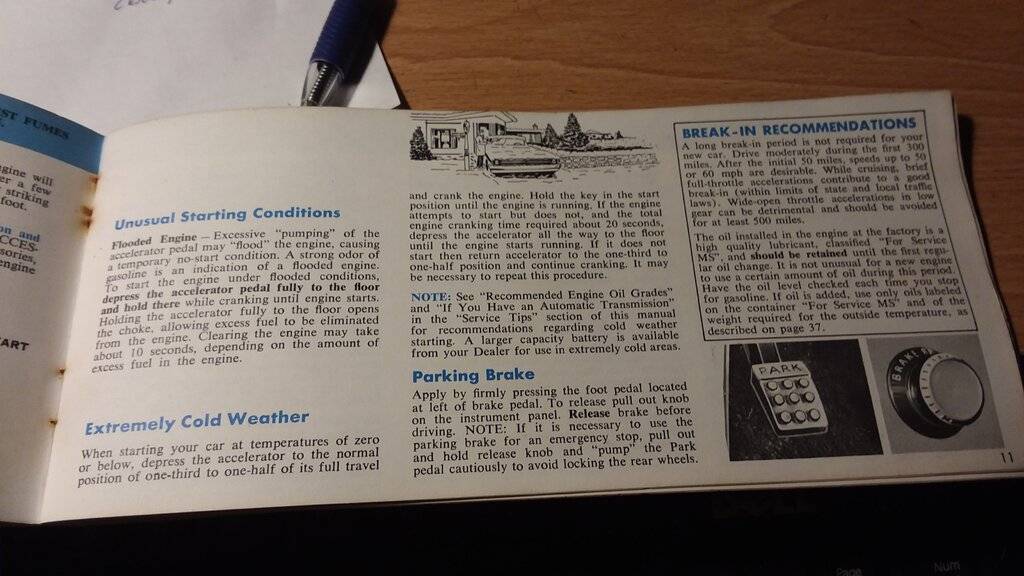 ST FUMES
ngine will
er a few
striking
foot.
on and
CCES-
sories,
engine
ART
Unusual Starting Conditions
Flooded Engine — Excessive "pumping" of the
accelerator pedal may "flood" the engine, causing
a temporary no-start condition. A strong odor of
gasoline is an indication of a flooded engine.
To start the engine under flooded condition,
depress the accelerator pedal fully to the floor
and hold there while cranking until engine starts.
Holding the accelerator fully to the floor opens
the choke, allowing excess fuel to be eliminated
from the engine. Clearing the engine may take
about 10 seconds, depending on the amount of
excess fuel in the engine.
Extremely Cold Weather
When starting your car at temperatures of zero
or below, depress the accelerator to the normal
position of one-third to one-half of its full travel
and crank the engine. Hold the key in the start
position until the engine is running. If the engine
attempts to start but does not, and the total
engine cranking time required about 20 seconds,
depress the accelerator all the way to the floor
until the engine starts running. If it does not
start then return accelerator to the one-third to
one-half position and continue cranking. It may
be necessary to repeat this procedure.
NOTE: See "Recommended Engine Oil Grades"
and "If You Have an Automatic Transmission"
in the "Service Tips" section of this manual
for recommendations regarding cold weather
starting. A larger capacity battery is available
from your Dealer for use in extremely cold areas.
Parking Brake
Apply by firmly pressing the foot pedal located
at left of brake pedal. To release pull out knob
on the instrument panel. Release brake before
driving. NOTE: If it is necessary to use the
parking brake for an emergency stop, pull out
and hold release knob and "pump" the Park
pedal cautiously to avoid locking the rear wheels.
BREAK-IN RECOMMENDATIONS
A long break-in period is not required for your
new car. Drive moderately during the first 300
miles. After the initial 50 miles, speeds up to 50
or 60 mph are desirable. While cruising, brief
full-throttle accelerations contribute to a good
break-in (within limits of state and local traffic
laws). Wide-open throttle accelerations in low
gear can be detrimental and should be avoided
for at least 500 miles.
The oil installed in the engine at the factory is a
high quality lubricant, classified "For Service
MS", and should be retained until the first regu-
lar oil change. It is not unusual for a new engine
to use a certain amount of oil during this period.
Have the oil level checked each time you stop
for gasoline. If oil is added, use only oils labeled
on the container "For Service MS" and of the
weight required for the outside temperature, as
described on page 37.
PARK
BRAKE
11
Page
Num